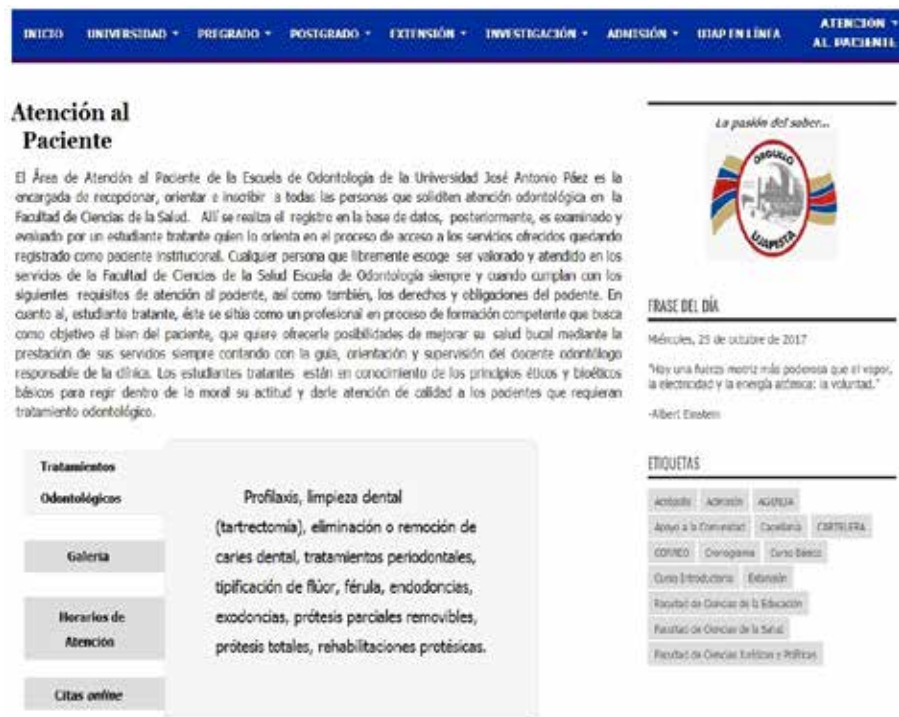 INICIO UNIVERSIDAD PREGRADO POSTGRADO EXTENSIÓN INVESTIGACIÓN ADMISIÓN UJAP EN LÍNEA ATENCIÓN
AL PACIENTE
Atención al
Paciente
El Área de Atención al Paciente de la Escuela de Odontología de la Universidad José Antonio Páez es la
encargada de recepcionar, orientar e inscribir a todas las personas que soliciten atención odontológica en la
Facultad de Ciencias de la Salud. Allí se realiza el registro en la base de datos, posteriormente, es examinado y
evaluado por un estudiante tratante quien lo orienta en el proceso de acceso a los servicios ofrecidos quedando
registrado como paciente institucional. Cualquier persona que libremente escoge ser valorado y atendido en los
servicios de la Facultad de Ciencias de la Salud Escuela de Odontología siempre y cuando cumplan con los
siguientes requisitos de atención al paciente, así como también, los derechos y obligaciones del paciente. En
cuanto al, estudiante tratante, éste se sitúa como un profesional en proceso de formación competente que busca
como objetivo el bien del paciente, que quiere ofrecerle posibilidades de mejorar su salud bucal mediante la
prestación de sus servicios siempre contando con la guía, orientación y supervisión del docente odontólogo
responsable de la clínica. Los estudiantes tratantes están en conocimiento de los principios éticos y bioéticos
básicos para regir dentro de la moral su actitud y darle atención de calidad a los pacientes que requieran
tratamiento odontológico.
Tratamientos
Odontológicos
Galería
Horarios de
Atención
Citas online
Profilaxis, limpieza dental
(tartrectomía), eliminación o remoción de
caries dental, tratamientos periodontales,
tipificación de flúor, férula, endodoncias,
exodoncias, prótesis parciales removibles,
prótesis totales, rehabilitaciones protésicas.
La pasión del saber...
ORGULLO
UJAPISTA
FRASE DEL DÍA
Miércoles, 25 de octubre de 2017
"Hay una fuerza motriz más poderosa que el vapor,
la electricidad y la energía atómica: la voluntad."
-Albert Einstein
ETIQUETAS
Admisión AGENDA
Apoyo a la Comunidad Cancillería CARTELERA
CONVEO Cronograma Curso Básico
Curso Introductorio Extensión
Facultad de Ciencias de la Educación
Facultad de Ciencias de la Salud
Facultad de Ciencias Jurídicas y Políticas